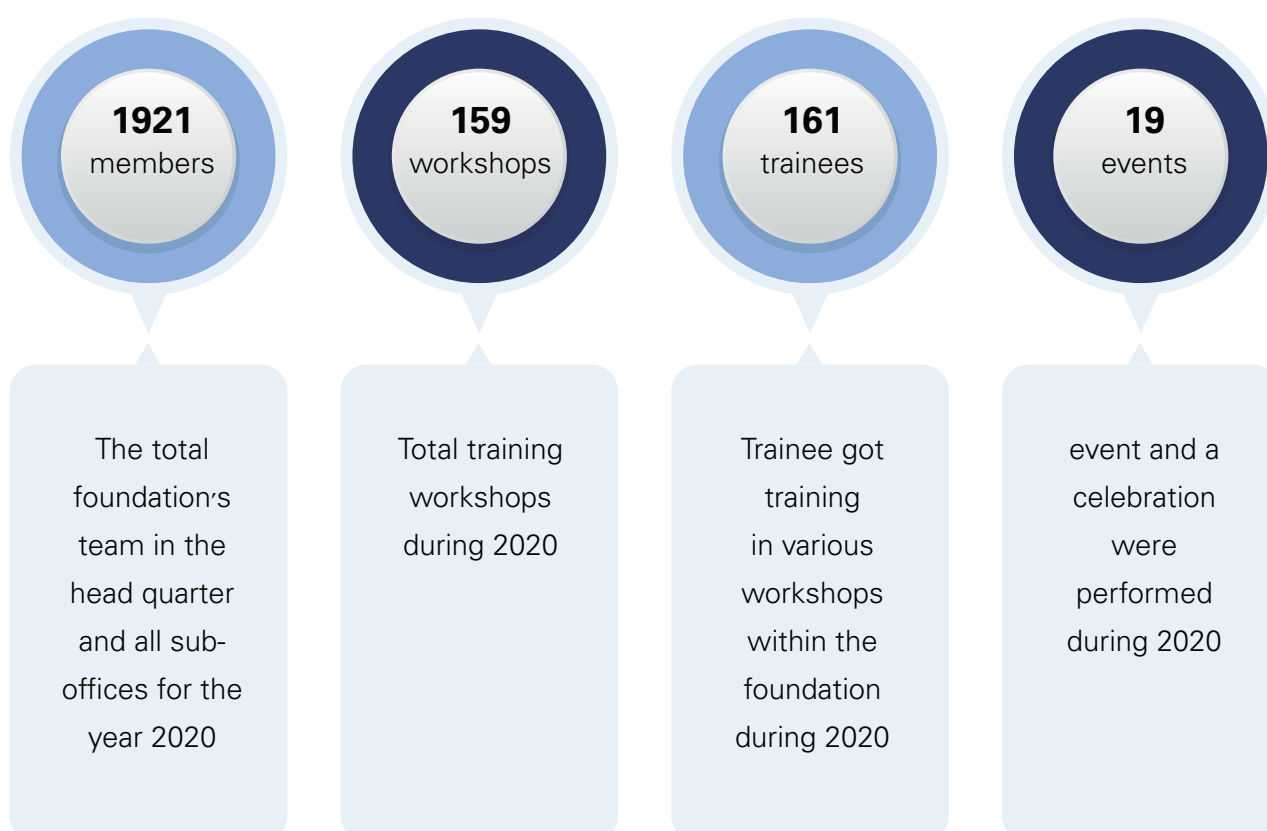 1921
members
The total
foundation's
team in the
head quarter
and all sub-
offices for the
year 2020
159
workshops
Total training
workshops
during 2020
161
trainees
Trainee got
training
in various
workshops
within the
foundation
during 2020
19
events
event and a
celebration
were
performed
during 2020